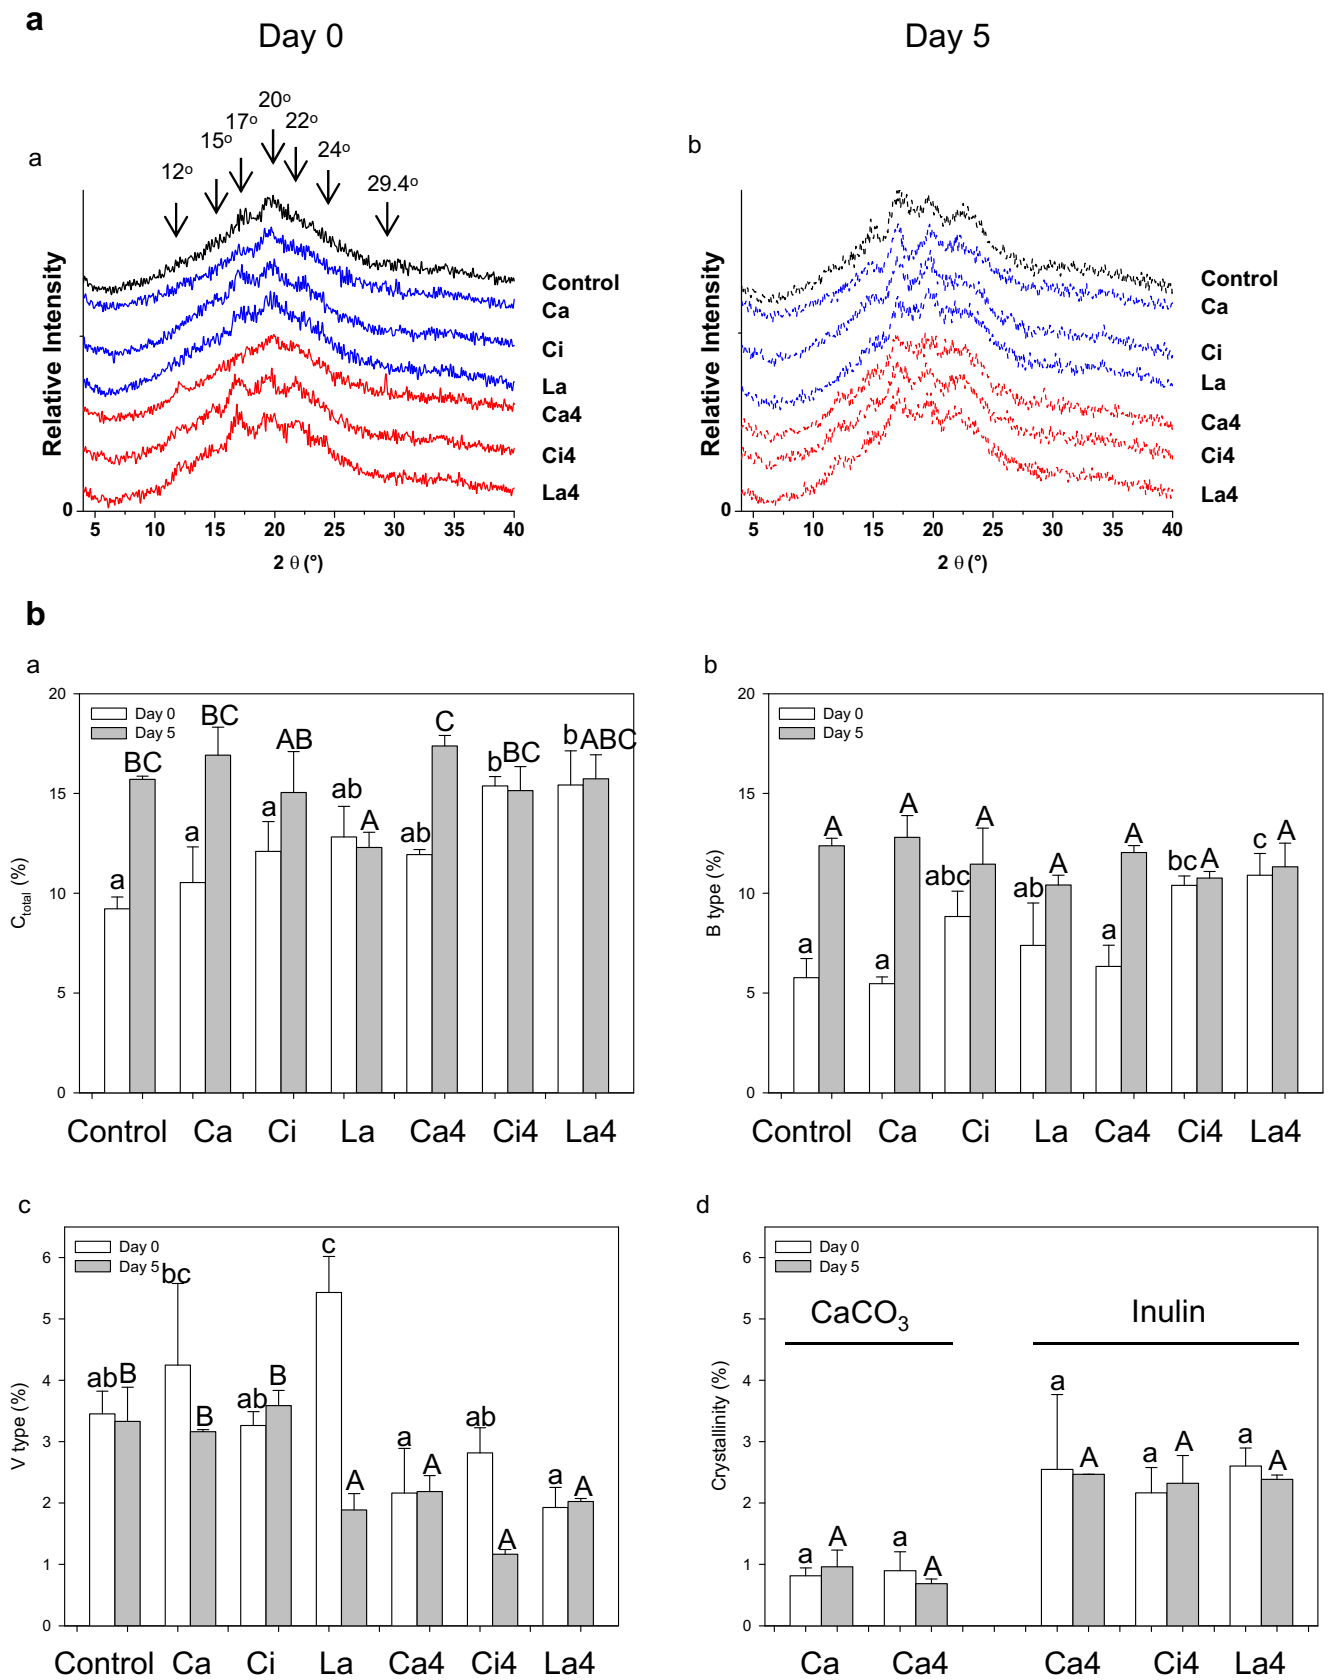 a
Day 0
Day 5
a
12° 15° 17° 20° 22° 24° 29.4°
Relative Intensity
0
5 10 15 20 25 30 35 40
2 θ (°)
Control
Ca
Ci
La
Ca4
Ci4
La4
b
Relative Intensity
0
5 10 15 20 25 30 35 40
2 θ (°)
Control
Ca
Ci
La
Ca4
Ci4
La4
b
a
Day 0
Day 5
C_total (%)
20
15
10
5
0
a BC a BC a AB ab A ab C b BC b ABC
Control Ca Ci La Ca4 Ci4 La4
b
Day 0
Day 5
B type (%)
20
15
10
5
0
a A a A abc A ab A a A bc A c A
Control Ca Ci La Ca4 Ci4 La4
c
Day 0
Day 5
V type (%)
6
5
4
3
2
1
0
ab B bc B ab B c A a A ab A a A
Control Ca Ci La Ca4 Ci4 La4
d
Day 0
Day 5
CaCO₃
Inulin
Crystallinity (%)
6
5
4
3
2
1
0
a A a A a A a A a A
Ca Ca4 Ca4 Ci4 La4